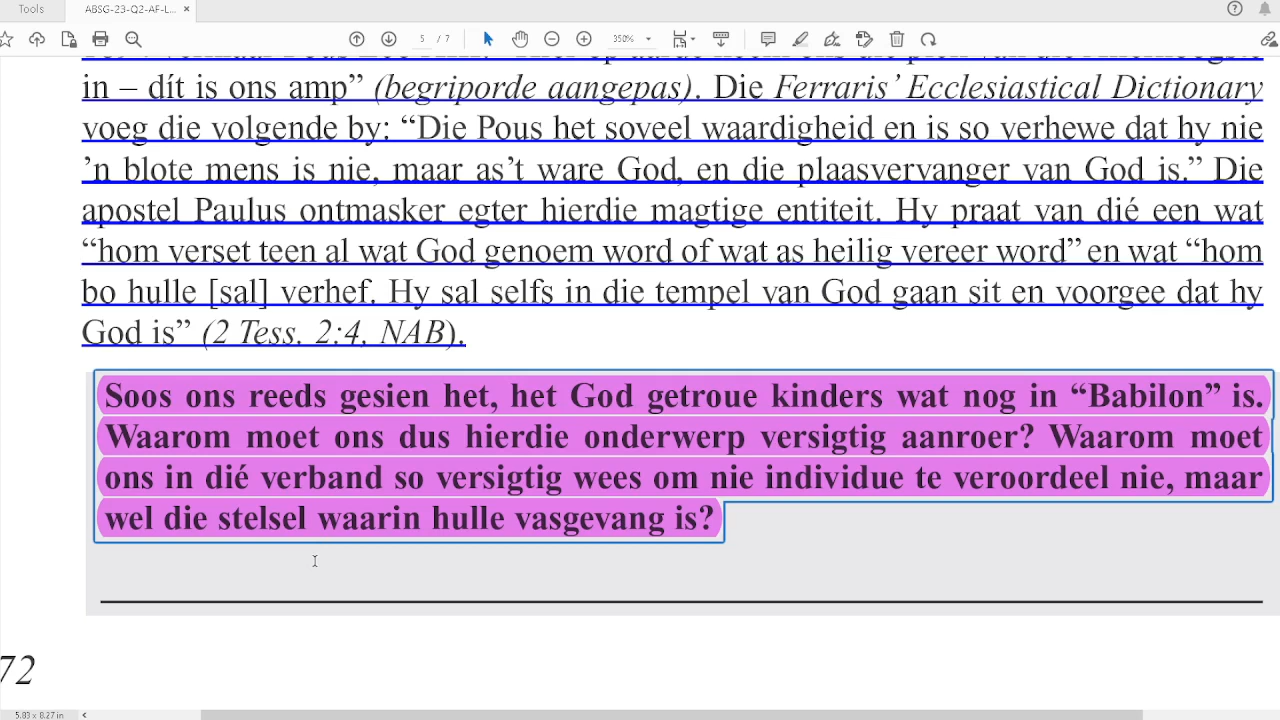 Tools
ABSG-23-Q2-AF-L... ×
5 / 7
350%
in – dít is ons amp” (begriporde aangepas). Die Ferraris’ Ecclesiastical Dictionary
voeg die volgende by: “Die Pous het soveel waardigheid en is so verhewe dat hy nie
’n blote mens is nie, maar as’t ware God, en die plaasvervanger van God is.” Die
apostel Paulus ontmasker egter hierdie magtige entiteit. Hy praat van dié een wat
“hom verset teen al wat God genoem word of wat as heilig vereer word” en wat “hom
bo hulle [sal] verhef. Hy sal selfs in die tempel van God gaan sit en voorgee dat hy
God is” (2 Tess. 2:4, NAB).
Soos ons reeds gesien het, het God getroue kinders wat nog in “Babilon” is.
Waarom moet ons dus hierdie onderwerp versigtig aanroer? Waarom moet
ons in dié verband so versigtig wees om nie individue te veroordeel nie, maar
wel die stelsel waarin hulle vasgevang is?
72
5.83 x 8.27 in